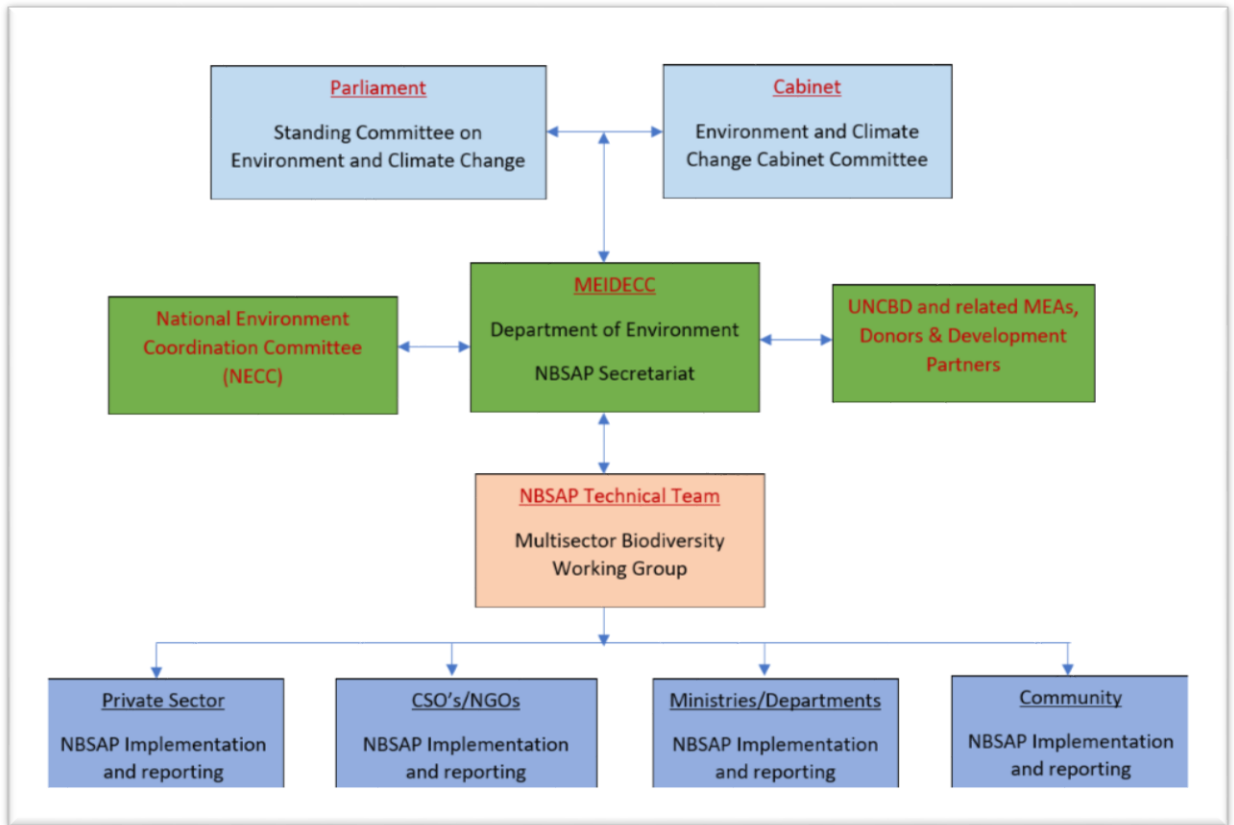 Parliament
Standing Committee on
Environment and Climate Change
Cabinet
Environment and Climate
Change Cabinet Committee
National Environment
Coordination Committee
(NECC)
MEIDECC
Department of Environment
NBSAP Secretariat
UNCBD and related MEAs,
Donors & Development
Partners
NBSAP Technical Team
Multisector Biodiversity
Working Group
Private Sector
NBSAP Implementation
and reporting
CSO's/NGOs
NBSAP Implementation
and reporting
Ministries/Departments
NBSAP Implementation
and reporting
Community
NBSAP Implementation
and reporting